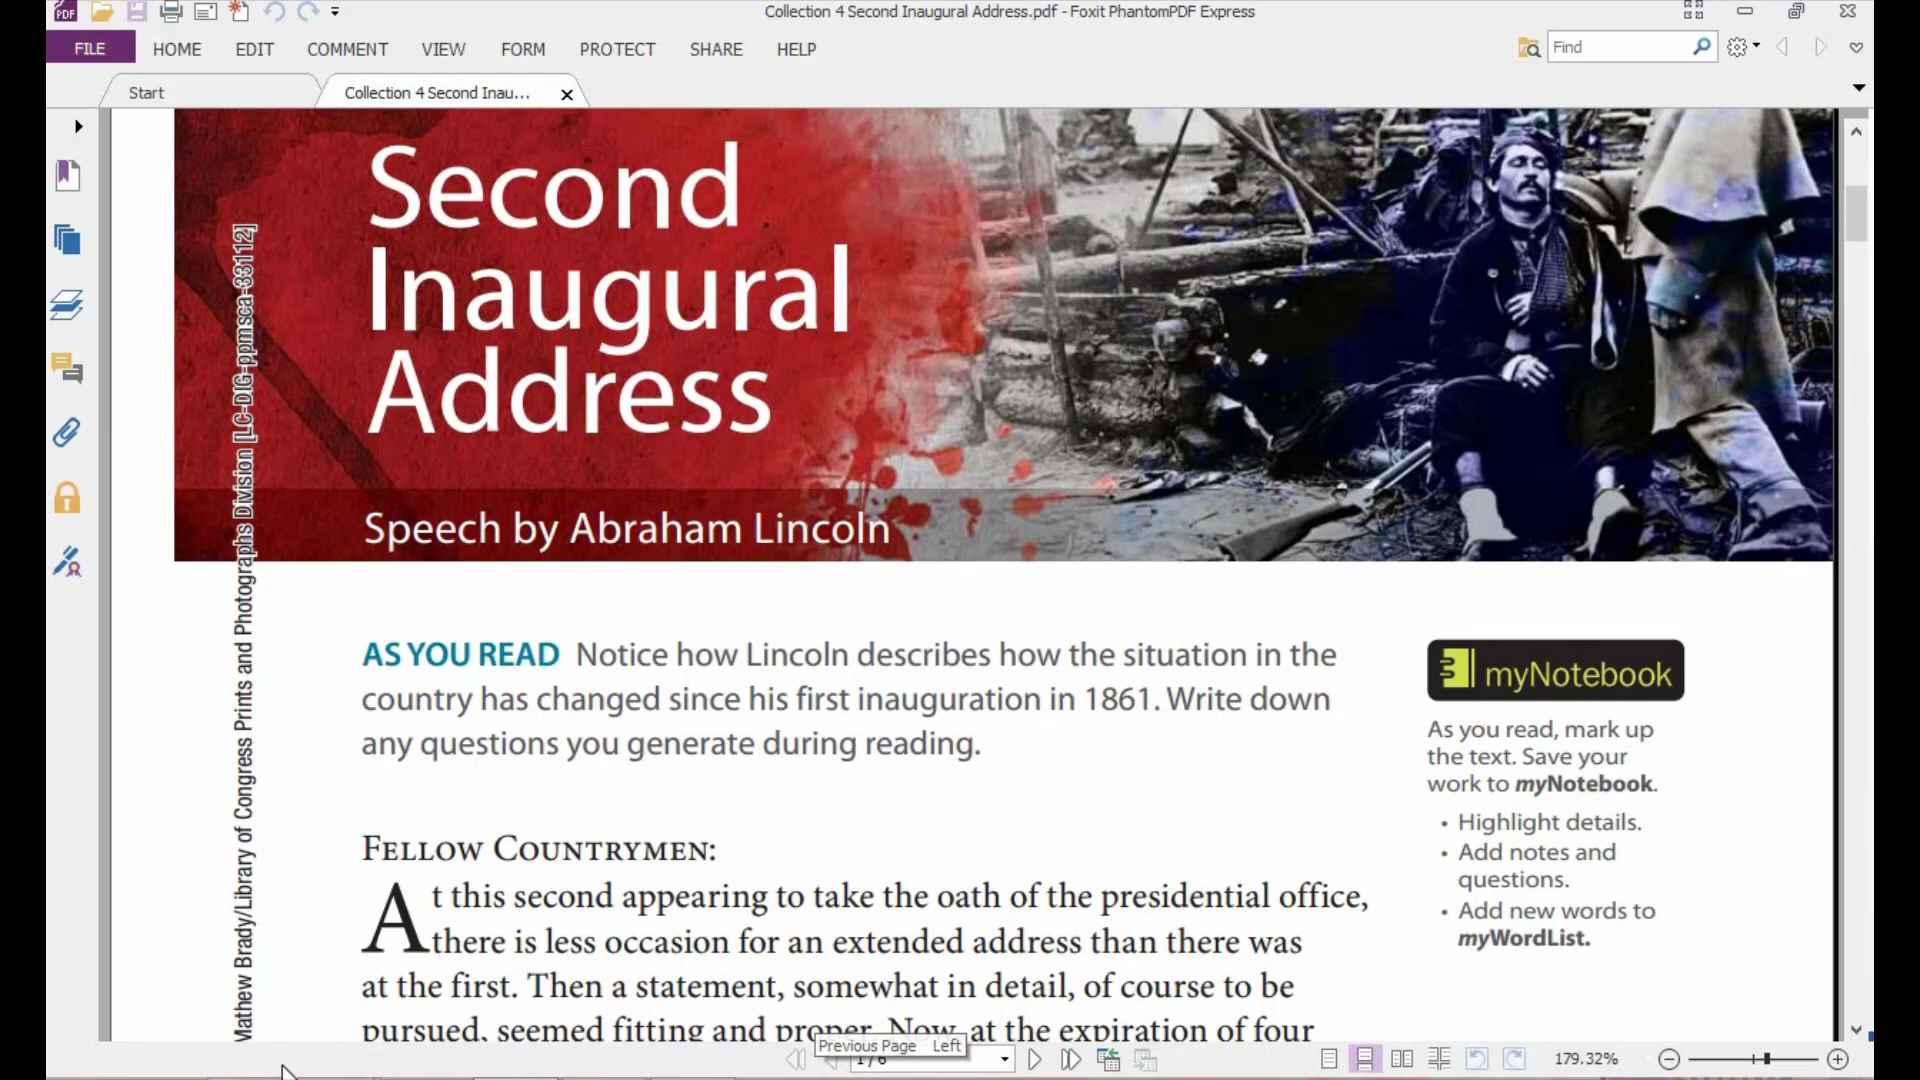 PDF
Collection 4 Second Inaugural Address.pdf - Foxit PhantomPDF Express
FILE HOME EDIT COMMENT VIEW FORM PROTECT SHARE HELP
Find
Start
Collection 4 Second Inau...
Second
Inaugural
Address
Speech by Abraham Lincoln
Mathew Brady/Library of Congress Prints and Photographs Division [LC-DIG-ppmsca-33112]
AS YOU READ Notice how Lincoln describes how the situation in the
country has changed since his first inauguration in 1861. Write down
any questions you generate during reading.
myNotebook
As you read, mark up
the text. Save your
work to myNotebook.
• Highlight details.
• Add notes and
questions.
• Add new words to
myWordList.
FELLOW COUNTRYMEN:
At this second appearing to take the oath of the presidential office,
there is less occasion for an extended address than there was
at the first. Then a statement, somewhat in detail, of course to be
pursued, seemed fitting and proper. Now, at the expiration of four
Previous Page Left
1 / 6
179.32%